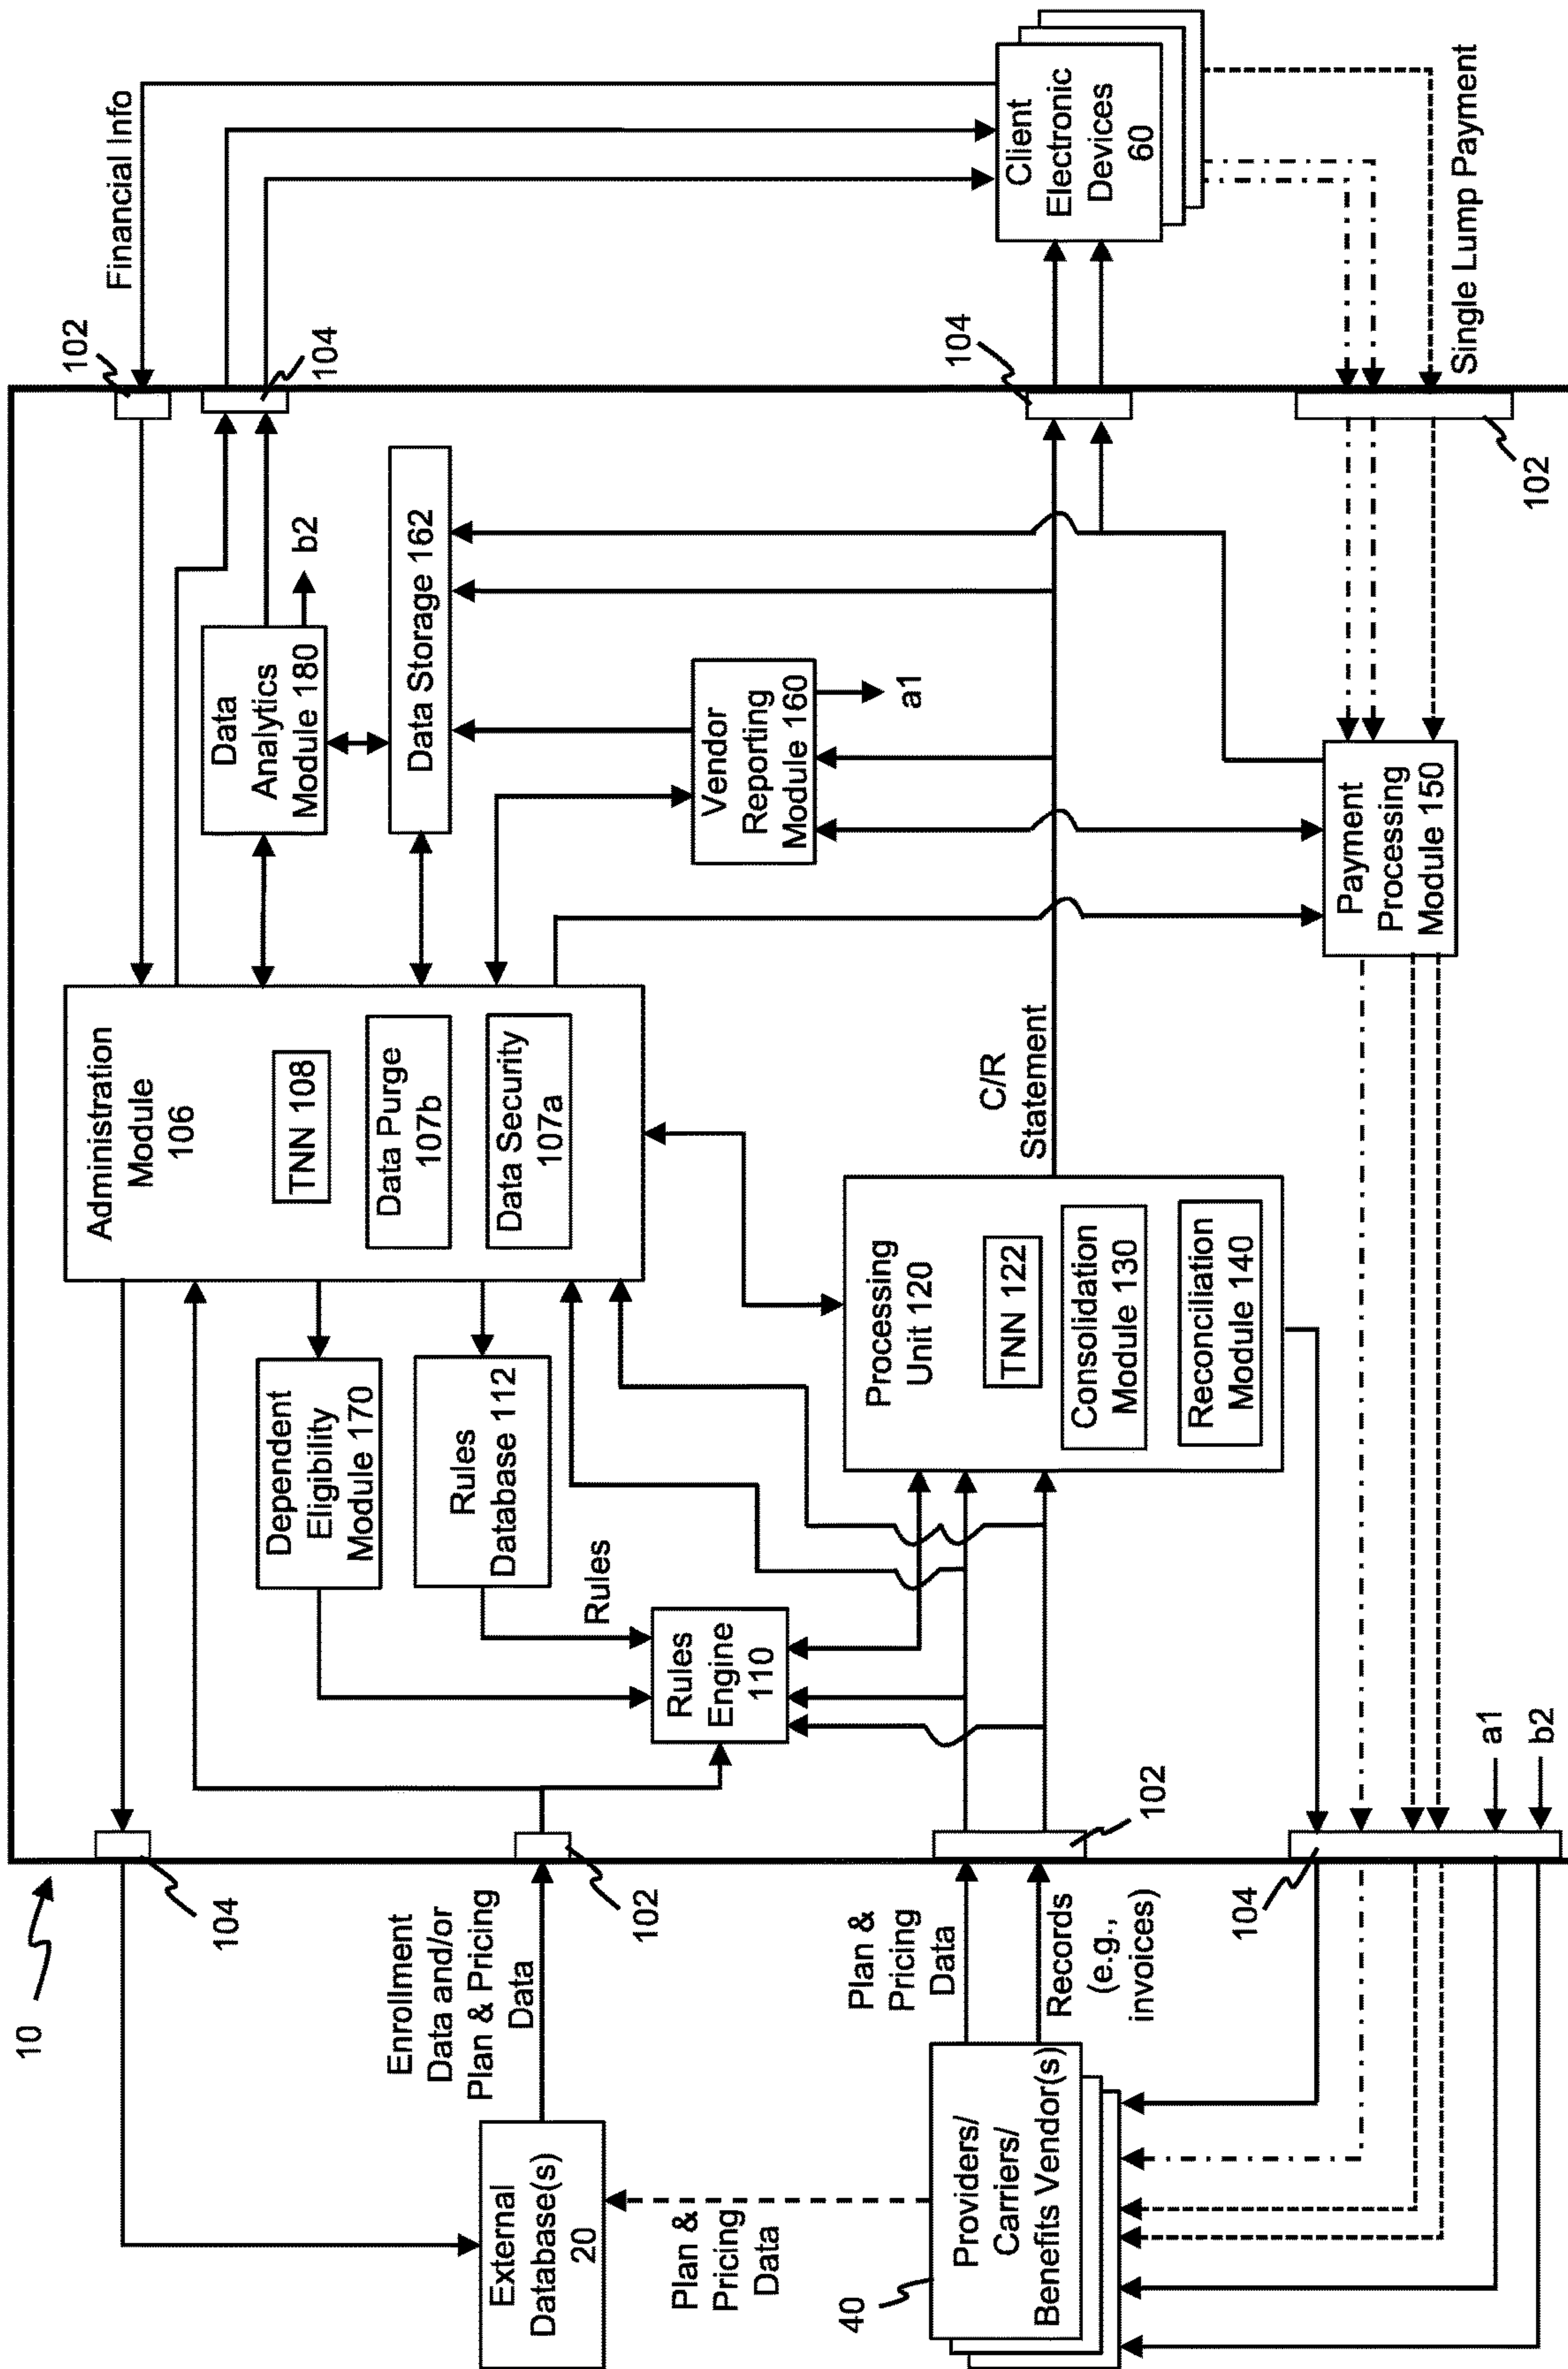 10
External
Database(s)
20
Plan &
Pricing
Data
40
Providers/
Carriers/
Benefits Vendor(s)
104
Enrollment
Data and/or
Plan & Pricing
Data
102
Plan &
Pricing
Data
Records
(e.g.,
invoices)
102
104
a1
b2
Administration
Module
106
TNN 108
Data Purge
107b
Data Security
107a
Dependent
Eligibility
Module 170
Rules
Database 112
Rules
Rules
Engine
110
Processing
Unit 120
TNN 122
Consolidation
Module 130
Reconciliation
Module 140
C/R
Statement
Data
Analytics
Module 180
b2
Data Storage 162
Vendor
Reporting
Module 160
a1
Payment
Processing
Module 150
102
104
104
102
Financial Info
Client
Electronic
Devices
60
Single Lump Payment